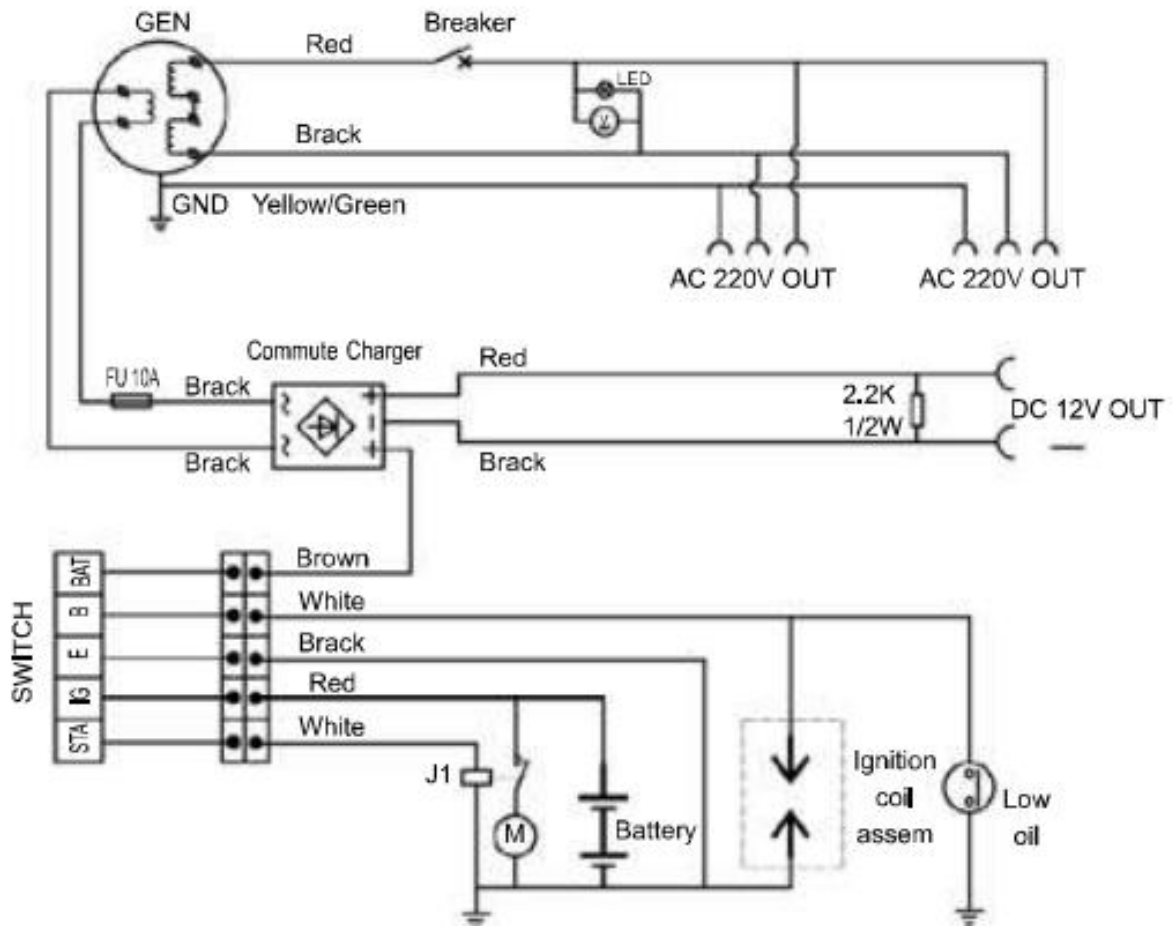 GEN
Red
Breaker
LED
V
Brack
GND
Yellow/Green
AC 220V OUT
AC 220V OUT
Commute Charger
FU 10A
Brack
Brack
Red
2.2K
1/2W
DC 12V OUT
Brack
SWITCH
BAT
B
E
IG
STA
Brown
White
Brack
Red
White
J1
M
Battery
Ignition
coil
assem
Low
oil